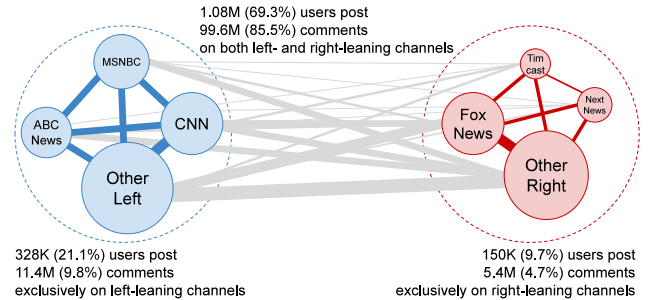 1.08M (69.3%) users post
99.6M (85.5%) comments
on both left- and right-leaning channels
MSNBC
ABC
News
CNN
Other
Left
Tim
cast
Next
News
Fox
News
Other
Right
328K (21.1%) users post
11.4M (9.8%) comments
exclusively on left-leaning channels
150K (9.7%) users post
5.4M (4.7%) comments
exclusively on right-leaning channels